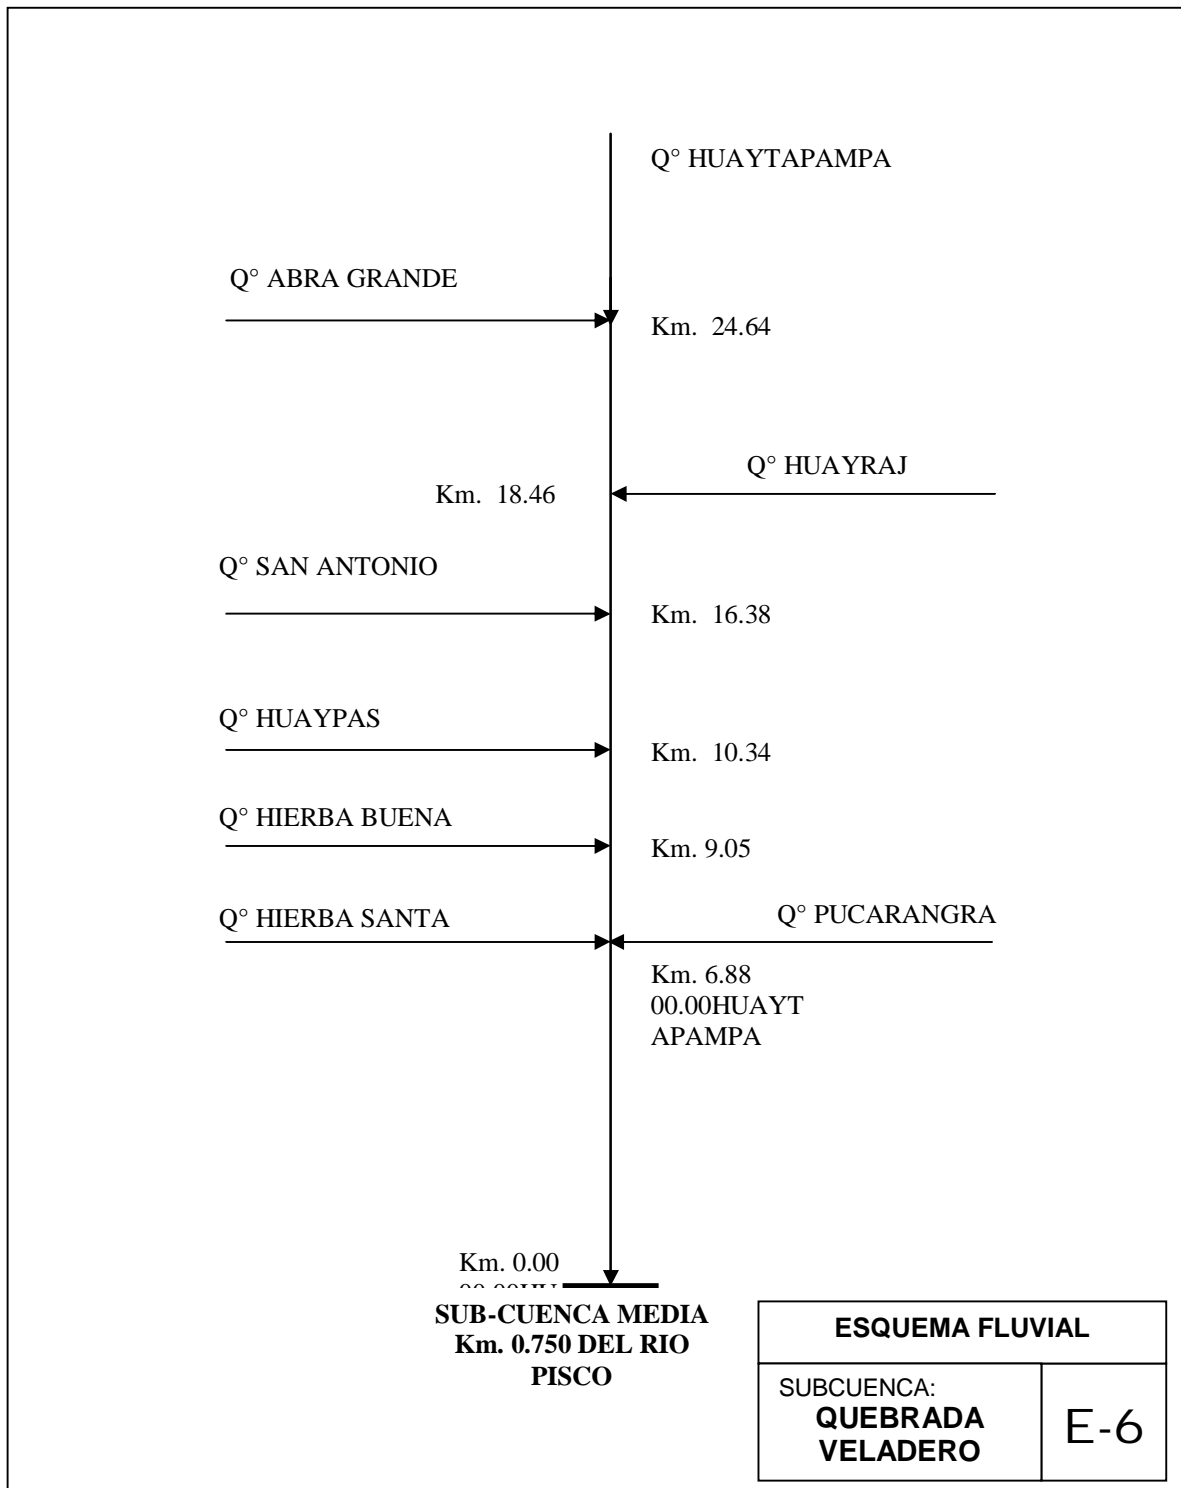 Q° HUAYTAPAMPA
Q° ABRA GRANDE
Km. 24.64
Q° HUAYRAJ
Km. 18.46
Q° SAN ANTONIO
Km. 16.38
Q° HUAYPAS
Km. 10.34
Q° HIERBA BUENA
Km. 9.05
Q° HIERBA SANTA
Q° PUCARANGRA
Km. 6.88
00.00HUAYT
APAMPA
Km. 0.00
SUB-CUENCA MEDIA
Km. 0.750 DEL RIO
PISCO
ESQUEMA FLUVIAL
SUBCUENCA:
QUEBRADA
VELADERO
E-6